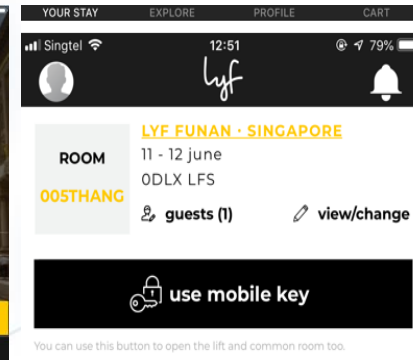 YOUR STAY EXPLORE PROFILE CART
Singtel 12:51 79%
lyf
ROOM
005THANG
LYF FUNAN · SINGAPORE
11 - 12 june
ODLX LFS
guests (1) view/change
use mobile key
You can use this button to open the lift and common room too.